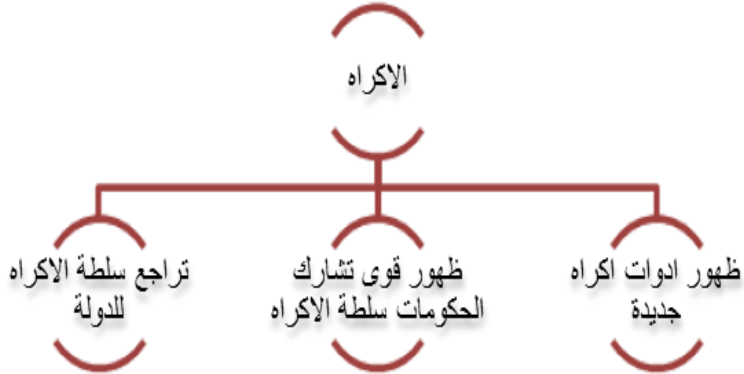 الاكراه
ظهور ادوات اكراه
جديدة
ظهور قوى تشارك
الحكومات سلطة الاكراه
تراجع سلطة الاكراه
للدولة